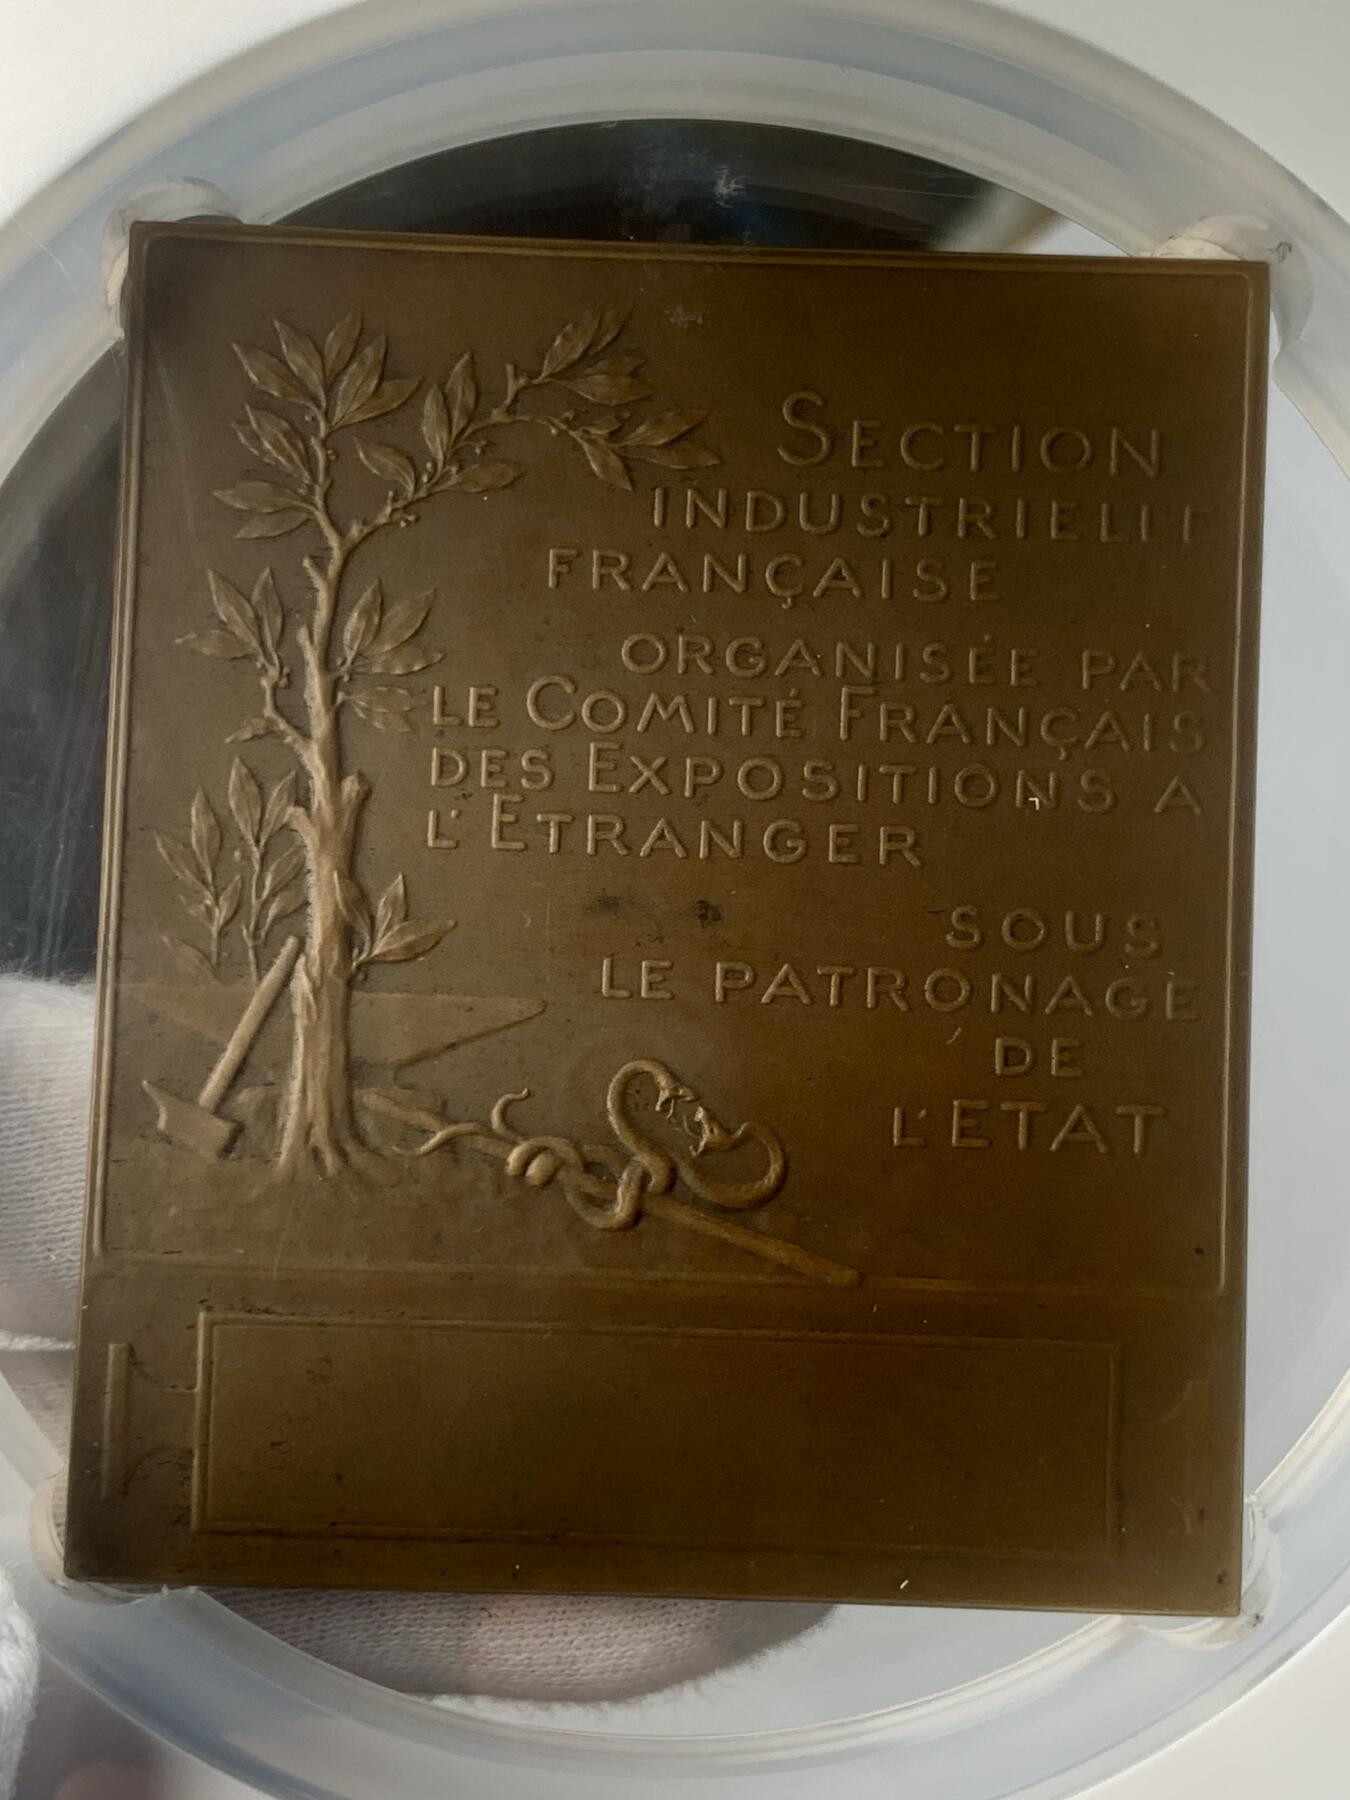 SECTION
INDUSTRIELLE
FRANÇAISE
ORGANISÉE PAR
LE COMITÉ FRANÇAIS
DES EXPOSITIONS A
L'ETRANGER
SOUS
LE PATRONAGE
DE
L'ETAT